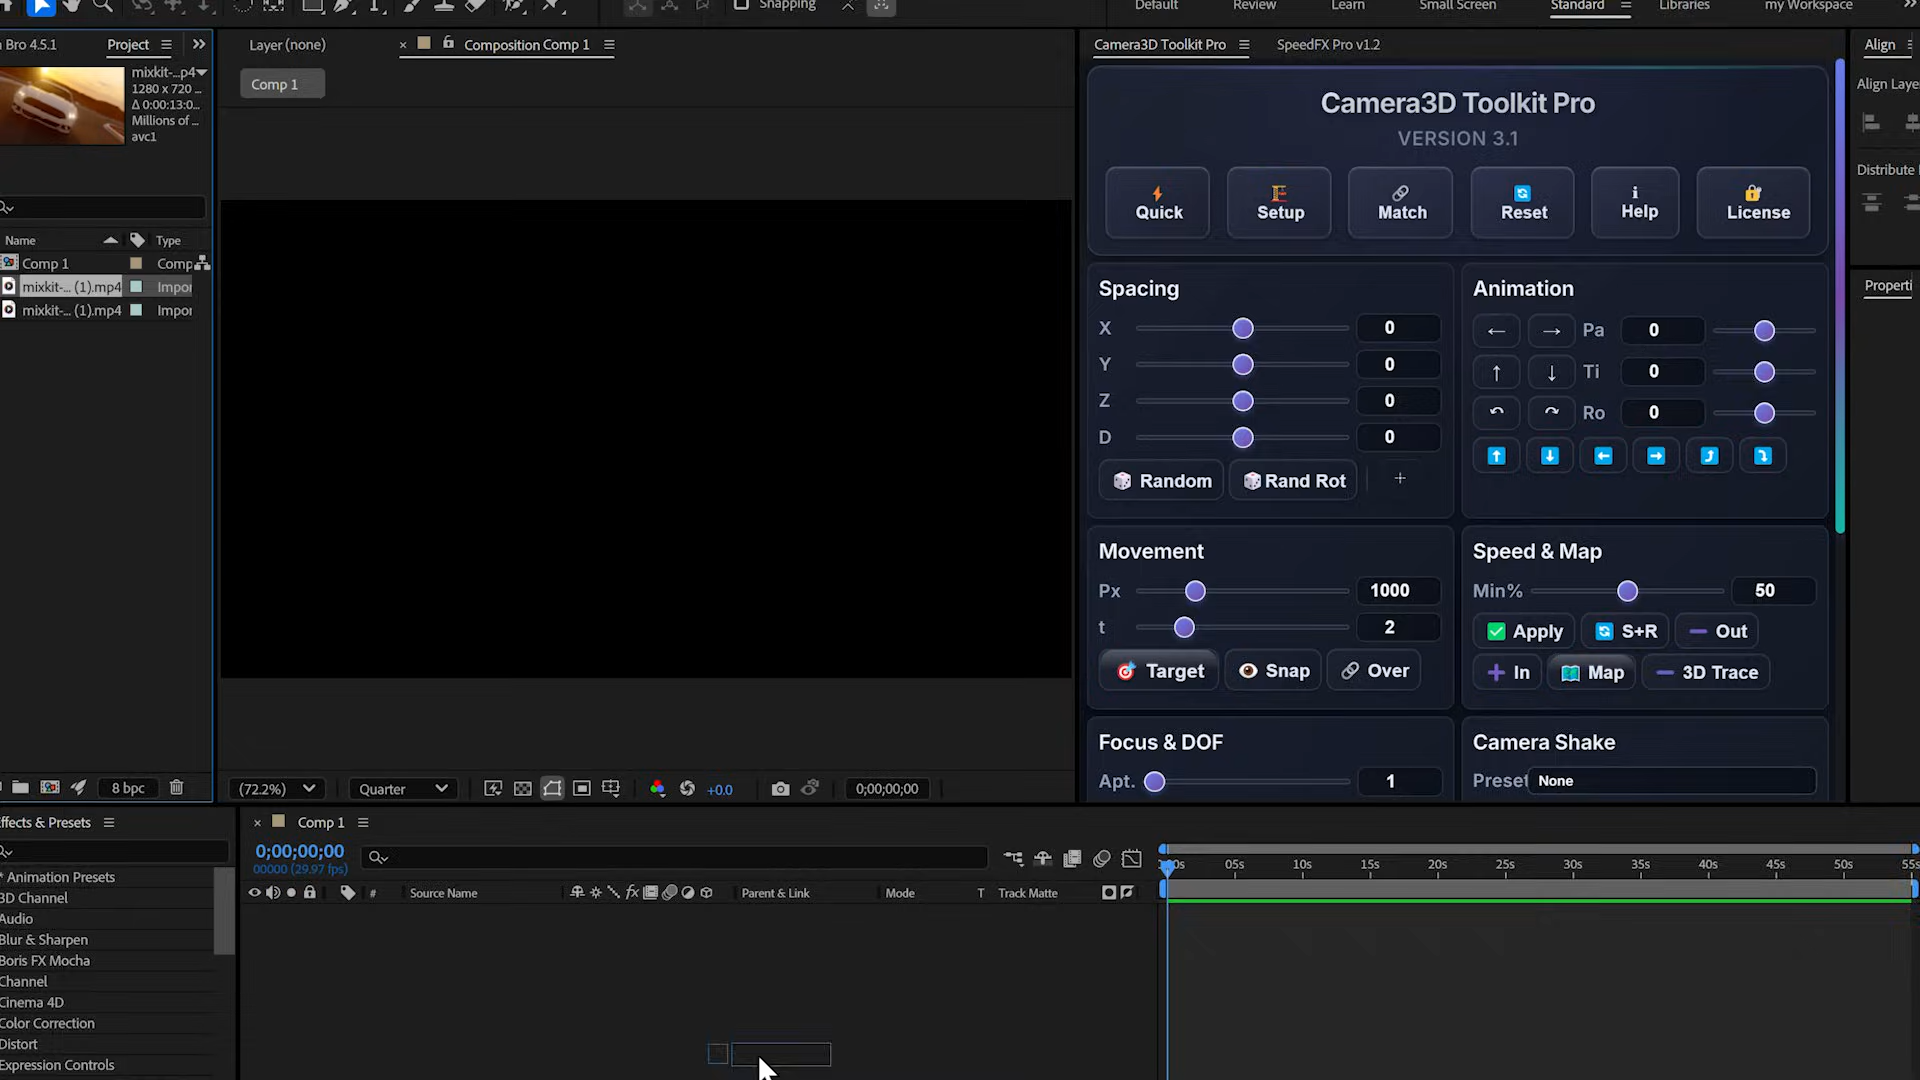 Snapping
Default
Review
Learn
Small Screen
Standard
Libraries
my Workspace
Bro 4.5.1
Project
Layer (none)
Composition Comp 1
Camera3D Toolkit Pro
SpeedFX Pro v1.2
Align
mixkit-...p4
1280 x 720 ...
Δ 0:00:13:0...
Millions of ...
avc1
Comp 1
Align Laye
Distribute
Properti
Name
Type
Comp 1
Comp
mixkit-... (1).mp4
Impor
mixkit-... (1).mp4
Impor
Camera3D Toolkit Pro
VERSION 3.1
Quick
Setup
Match
Reset
Help
License
Spacing
X
0
Y
0
Z
0
D
0
Random
Rand Rot
+
Animation
← → Pa 0
↑ ↓ Ti 0
Ro 0
Movement
Px
1000
t
2
Target
Snap
Over
Speed & Map
Min%
50
Apply
S+R
Out
In
Map
3D Trace
Focus & DOF
Apt.
1
Camera Shake
Preset
None
8 bpc
(72.2%)
Quarter
+0.0
0;00;00;00
ffects & Presets
* Animation Presets
3D Channel
Audio
Blur & Sharpen
Boris FX Mocha
Channel
Cinema 4D
Color Correction
Distort
Expression Controls
Comp 1
0;00;00;00
00000 (29.97 fps)
#
Source Name
fx
Parent & Link
Mode
T
Track Matte
00s
05s
10s
15s
20s
25s
30s
35s
40s
45s
50s
55s